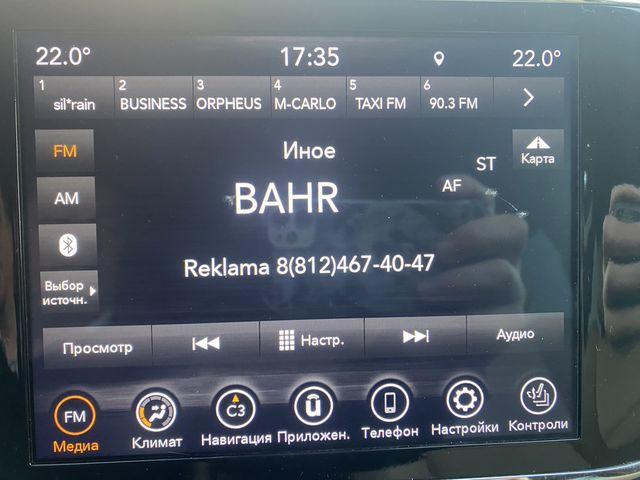 22.0° 17:35 22.0°
1 2 3 4 5 6
sil*rain BUSINESS ORPHEUS M-CARLO TAXI FM 90.3 FM
FM Иное Карта
ST
AM BAHR AF
Reklama 8(812)467-40-47
Выбор
источн.
Просмотр Настр. Аудио
FM СЗ
Медиа Климат Навигация Приложен. Телефон Настройки Контроли